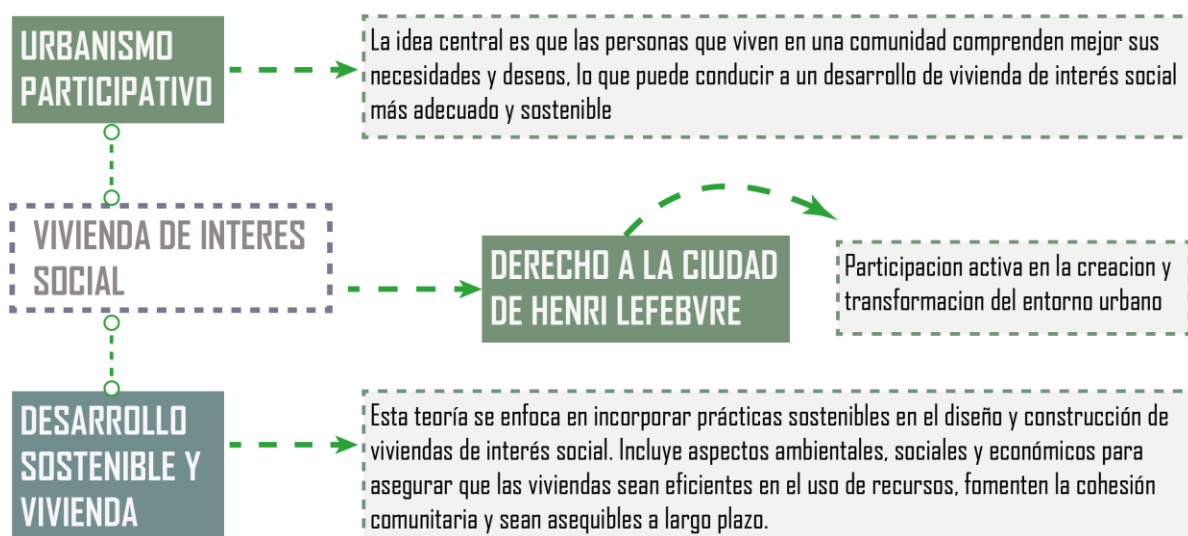 URBANISMO
PARTICIPATIVO
La idea central es que las personas que viven en una comunidad comprenden mejor sus
necesidades y deseos, lo que puede conducir a un desarrollo de vivienda de interés social
más adecuado y sostenible
VIVIENDA DE INTERES
SOCIAL
DERECHO A LA CIUDAD
DE HENRI LEFEBVRE
Participacion activa en la creacion y
transformacion del entorno urbano
DESARROLLO
SOSTENIBLE Y
VIVIENDA
Esta teoría se enfoca en incorporar prácticas sostenibles en el diseño y construcción de
viviendas de interés social. Incluye aspectos ambientales, sociales y económicos para
asegurar que las viviendas sean eficientes en el uso de recursos, fomenten la cohesión
comunitaria y sean asequibles a largo plazo.